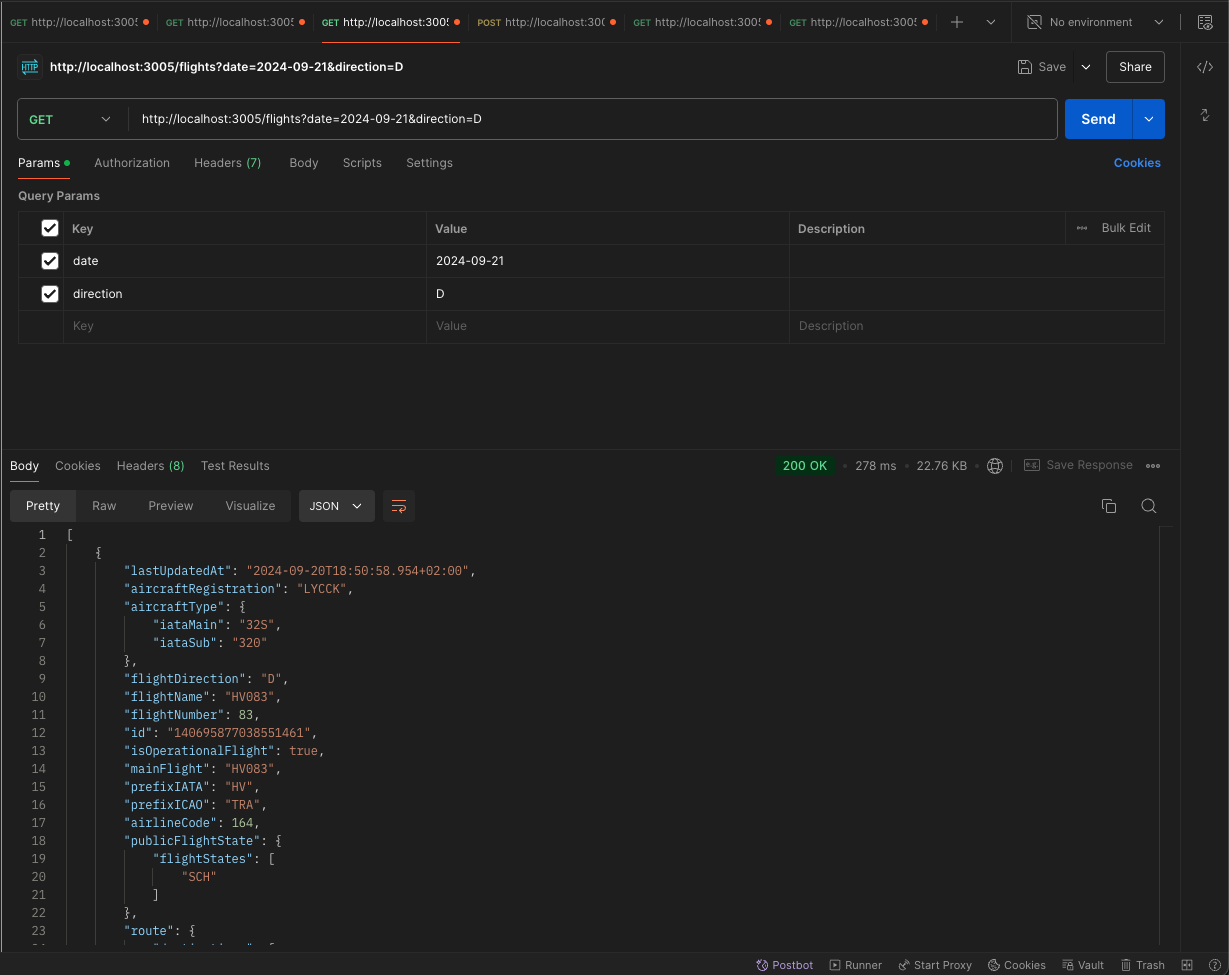 GET http://localhost:3005 GET http://localhost:3005 GET http://localhost:3005 POST http://localhost:300 GET http://localhost:3005 GET http://localhost:3005 No environment
HTTP http://localhost:3005/flights?date=2024-09-21&direction=D Save Share
GET http://localhost:3005/flights?date=2024-09-21&direction=D Send
Params Authorization Headers (7) Body Scripts Settings Cookies
Query Params
Key Value Description Bulk Edit
date 2024-09-21
direction D
Key Value Description
Body Cookies Headers (8) Test Results 200 OK 278 ms 22.76 KB e.g. Save Response
Pretty Raw Preview Visualize JSON
1 [
2 {
3 "lastUpdatedAt": "2024-09-20T18:50:58.954+02:00",
4 "aircraftRegistration": "LYCCK",
5 "aircraftType": {
6 "iataMain": "32S",
7 "iataSub": "320"
8 },
9 "flightDirection": "D",
10 "flightName": "HV083",
11 "flightNumber": 83,
12 "id": "140695877038551461",
13 "isOperationalFlight": true,
14 "mainFlight": "HV083",
15 "prefixIATA": "HV",
16 "prefixICAO": "TRA",
17 "airlineCode": 164,
18 "publicFlightState": {
19 "flightStates": [
20 "SCH"
21 ]
22 },
23 "route": {
Postbot Runner Start Proxy Cookies Vault Trash